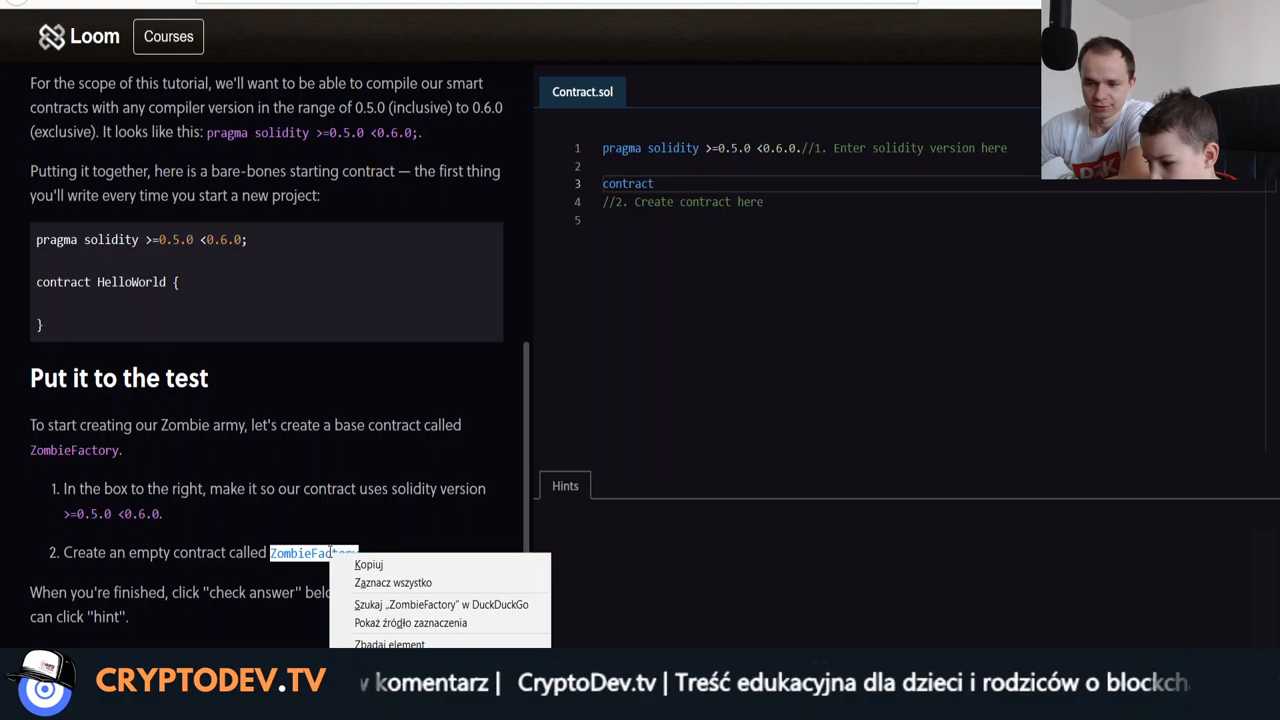 Loom
Courses
For the scope of this tutorial, we'll want to be able to compile our smart
contracts with any compiler version in the range of 0.5.0 (inclusive) to 0.6.0
(exclusive). It looks like this: pragma solidity >=0.5.0 <0.6.0;.
Putting it together, here is a bare-bones starting contract — the first thing
you'll write every time you start a new project:
pragma solidity >=0.5.0 <0.6.0;
contract HelloWorld {
}
Put it to the test
To start creating our Zombie army, let's create a base contract called
ZombieFactory.
1. In the box to the right, make it so our contract uses solidity version
>=0.5.0 <0.6.0.
2. Create an empty contract called ZombieFactory
When you're finished, click "check answer" belo
can click "hint".
Kopiuj
Zaznacz wszystko
Szukaj „ZombieFactory” w DuckDuckGo
Pokaż źródło zaznaczenia
Zbadaj element
Contract.sol
1 pragma solidity >=0.5.0 <0.6.0.//1. Enter solidity version here
2
3 contract
4 //2. Create contract here
5
Hints
CRYPTODEV.TV
w komentarz | CryptoDev.tv | Treść edukacyjna dla dzieci i rodziców o blockch